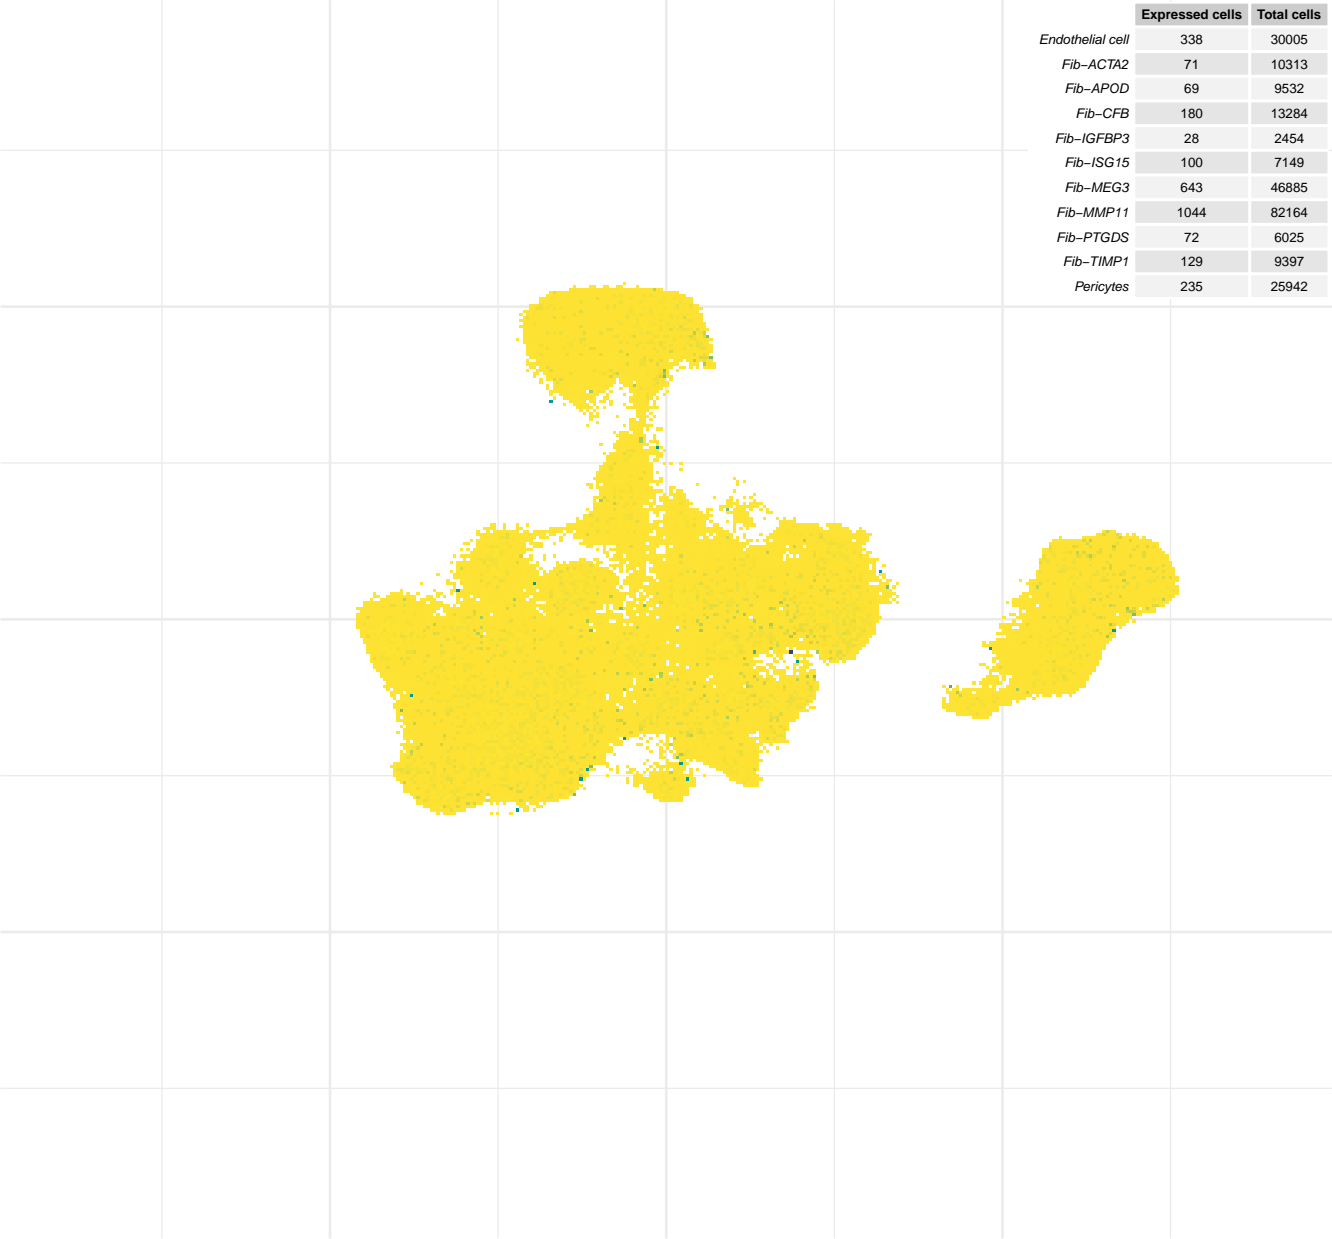 Expressed cells Total cells
Endothelial cell 338 30005
Fib−ACTA2 71 10313
Fib−APOD 69 9532
Fib−CFB 180 13284
Fib−IGFBP3 28 2454
Fib−ISG15 100 7149
Fib−MEG3 643 46885
Fib−MMP11 1044 82164
Fib−PTGDS 72 6025
Fib−TIMP1 129 9397
Pericytes 235 25942